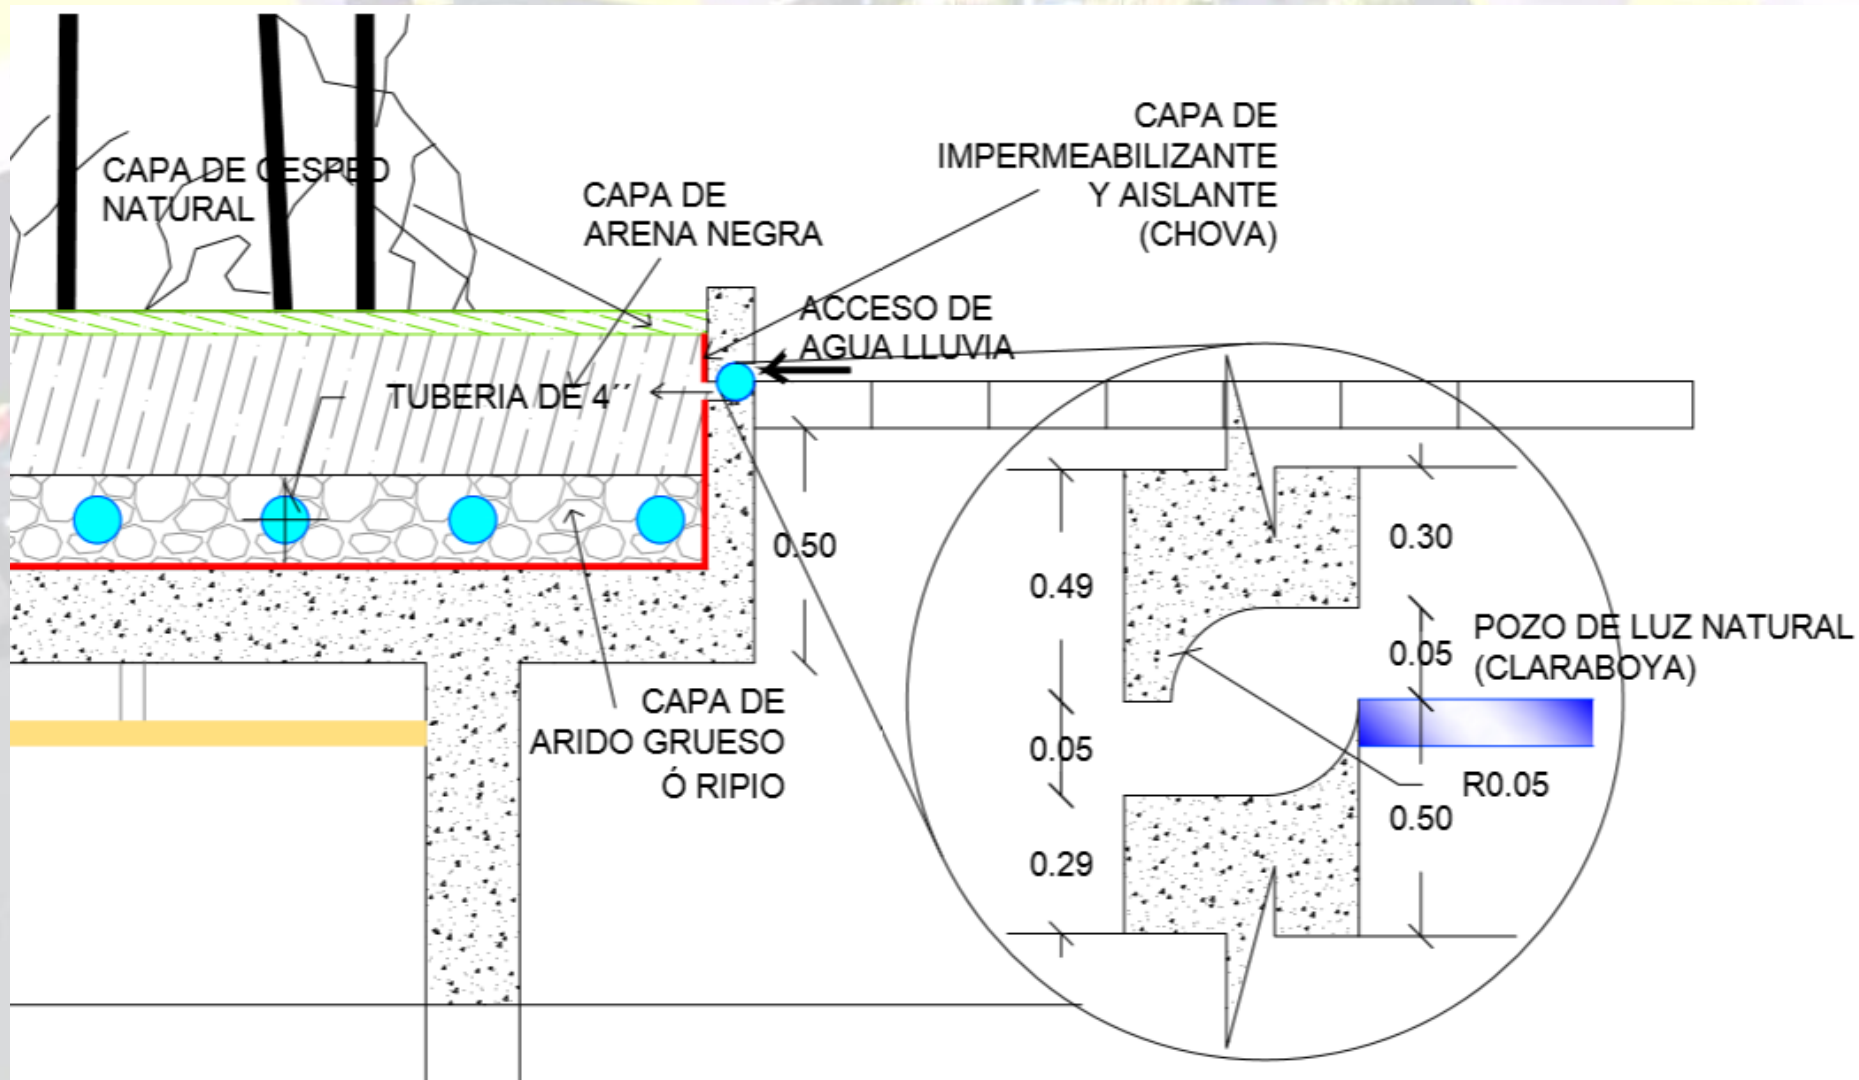 CAPA DE CESPED
NATURAL
CAPA DE
ARENA NEGRA
CAPA DE
IMPERMEABILIZANTE
Y AISLANTE
(CHOVA)
ACCESO DE
AGUA LLUVIA
TUBERIA DE 4´´
0.50
CAPA DE
ARIDO GRUESO
Ó RIPIO
0.49
0.05
0.29
0.30
0.05
POZO DE LUZ NATURAL
(CLARABOYA)
R0.05
0.50